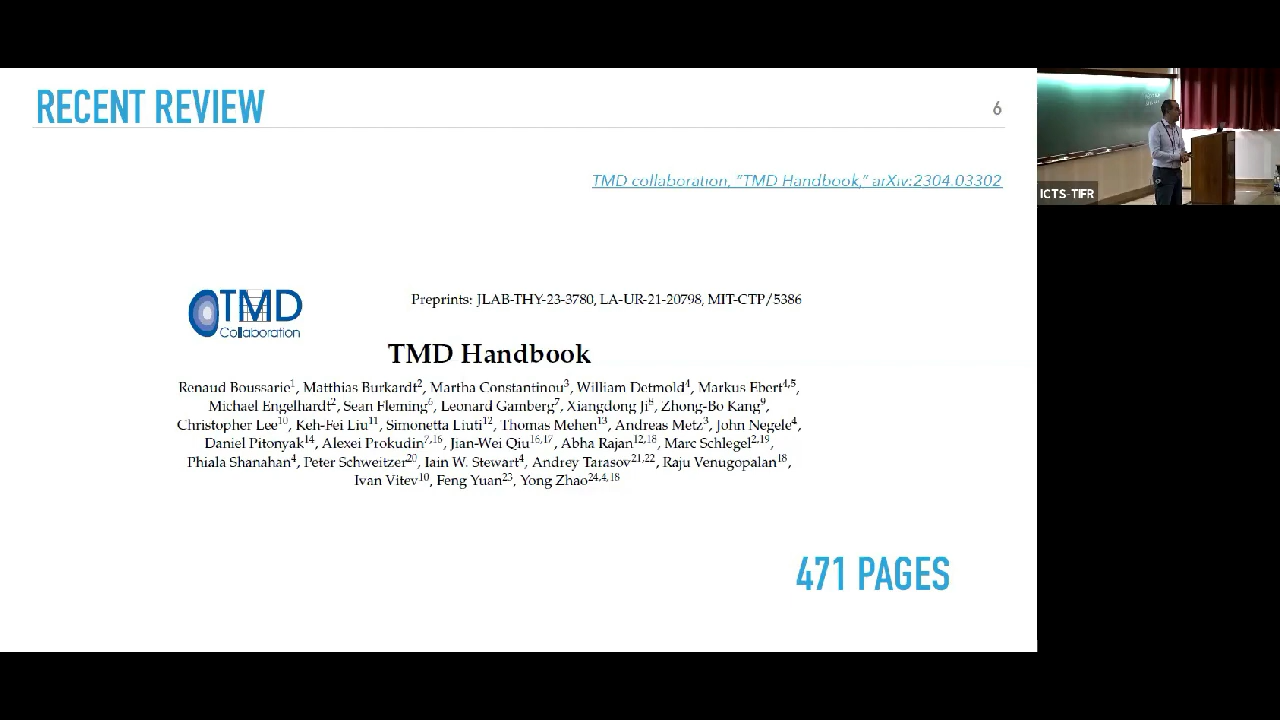 RECENT REVIEW
6
TMD collaboration, "TMD Handbook," arXiv:2304.03302
TMD
Collaboration
Preprints: JLAB-THY-23-3780, LA-UR-21-20798, MIT-CTP/5386
TMD Handbook
Renaud Boussarie1, Matthias Burkardt2, Martha Constantinou3, William Detmold4, Markus Ebert4,5,
Michael Engelhardt2, Sean Fleming6, Leonard Gamberg7, Xiangdong Ji8, Zhong-Bo Kang9,
Christopher Lee10, Keh-Fei Liu11, Simonetta Liuti12, Thomas Mehen13, Andreas Metz3, John Negele4,
Daniel Pitonyak14, Alexei Prokudin7,16, Jian-Wei Qiu16,17, Abha Rajan12,18, Marc Schlegel2,19,
Phiala Shanahan4, Peter Schweitzer20, Iain W. Stewart4, Andrey Tarasov21,22, Raju Venugopalan18,
Ivan Vitev10, Feng Yuan23, Yong Zhao24,4,18
471 PAGES
ICTS-TIFR